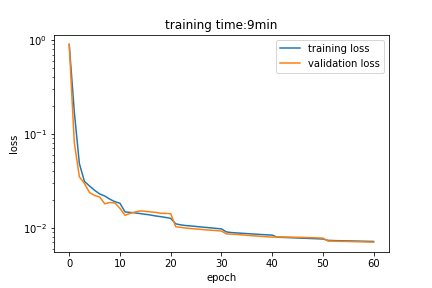 training time:9min
training loss
validation loss
10⁰
10⁻¹
10⁻²
loss
0 10 20 30 40 50 60
epoch